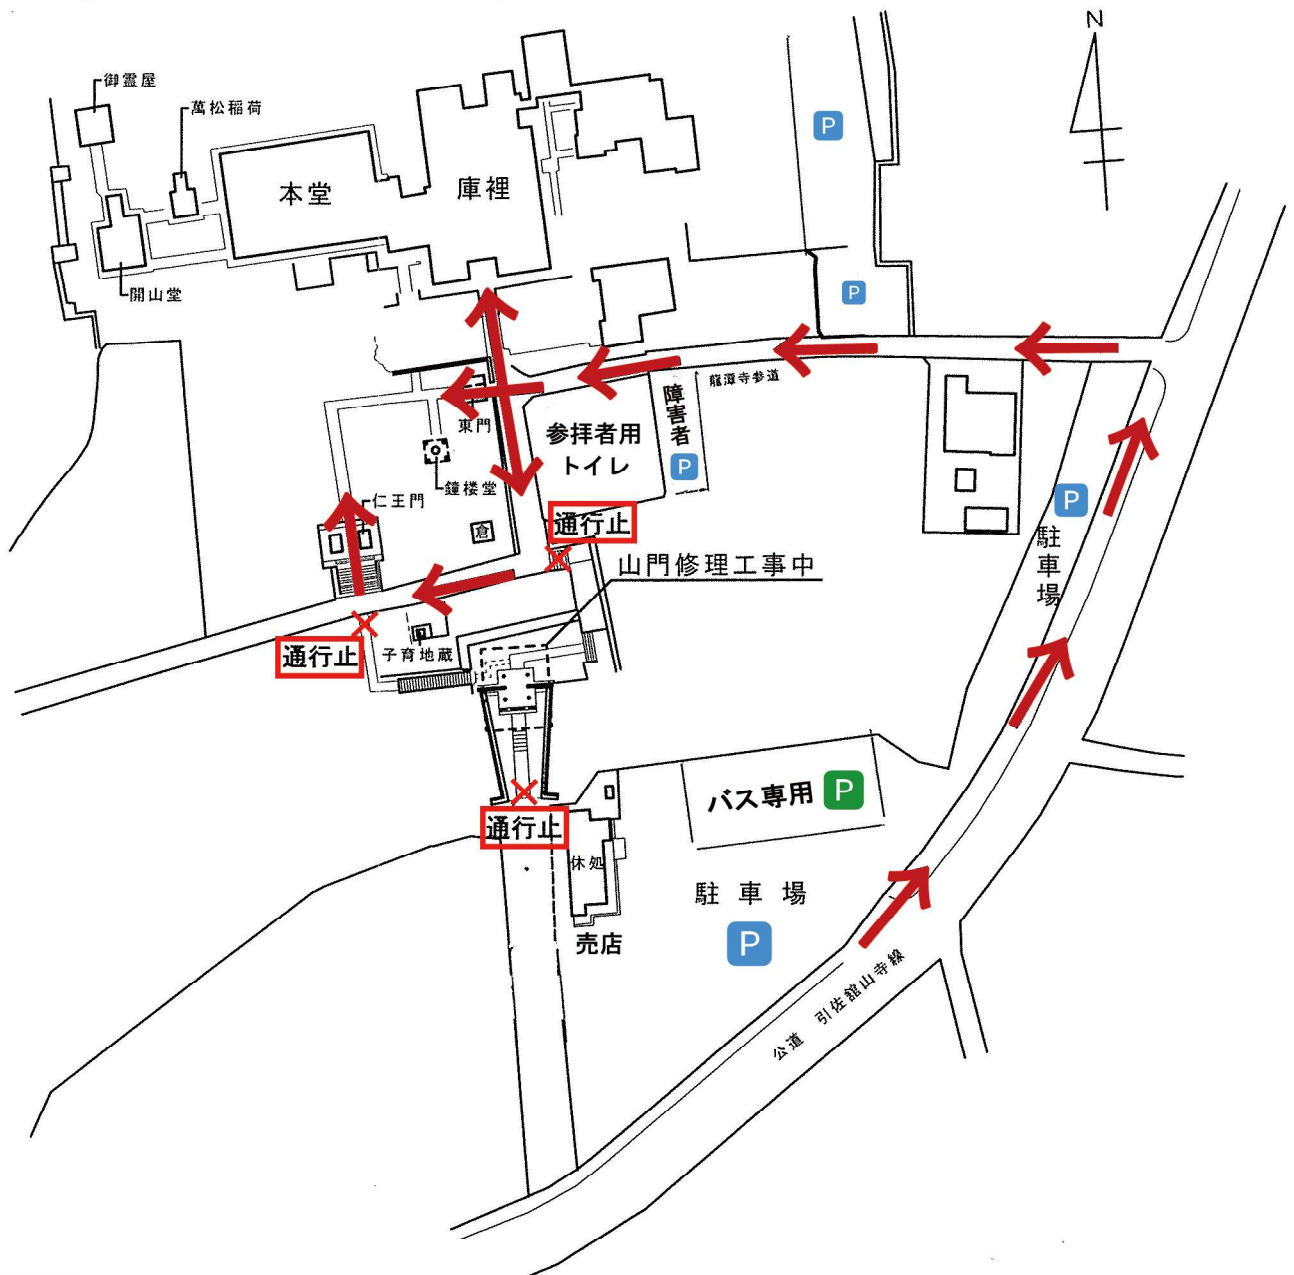 N
御霊屋
萬松稲荷
P
本堂
庫裡
開山堂
P
龍潭寺参道
障害者
P
東門
参拝者用
トイレ
鐘楼堂
仁王門
倉
通行止
P
駐車場
山門修理工事中
通行止
子育地蔵
バス専用 P
通行止
休処
駐車場
P
売店
公道 引佐舘山寺線